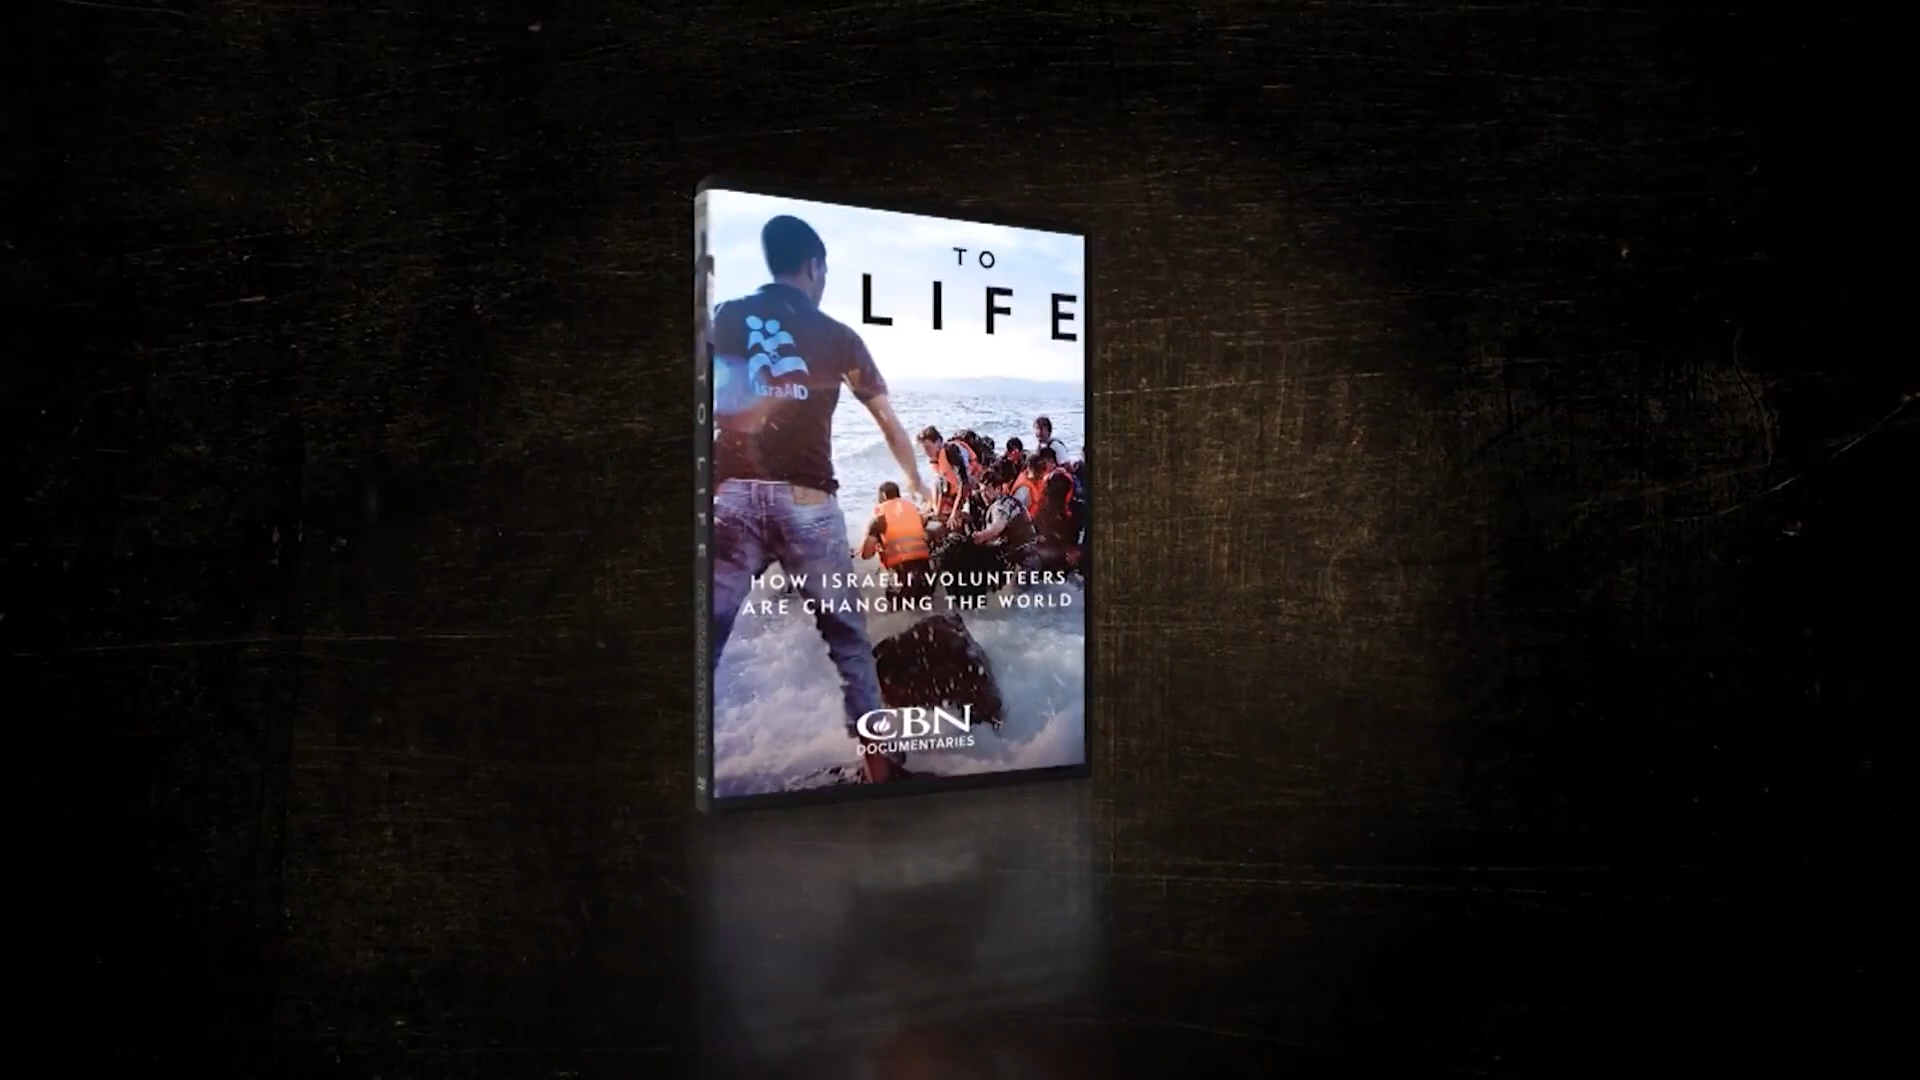 TO
LIFE
IsraAID
HOW ISRAELI VOLUNTEERS
ARE CHANGING THE WORLD
CBN
DOCUMENTARIES
TO LIFE